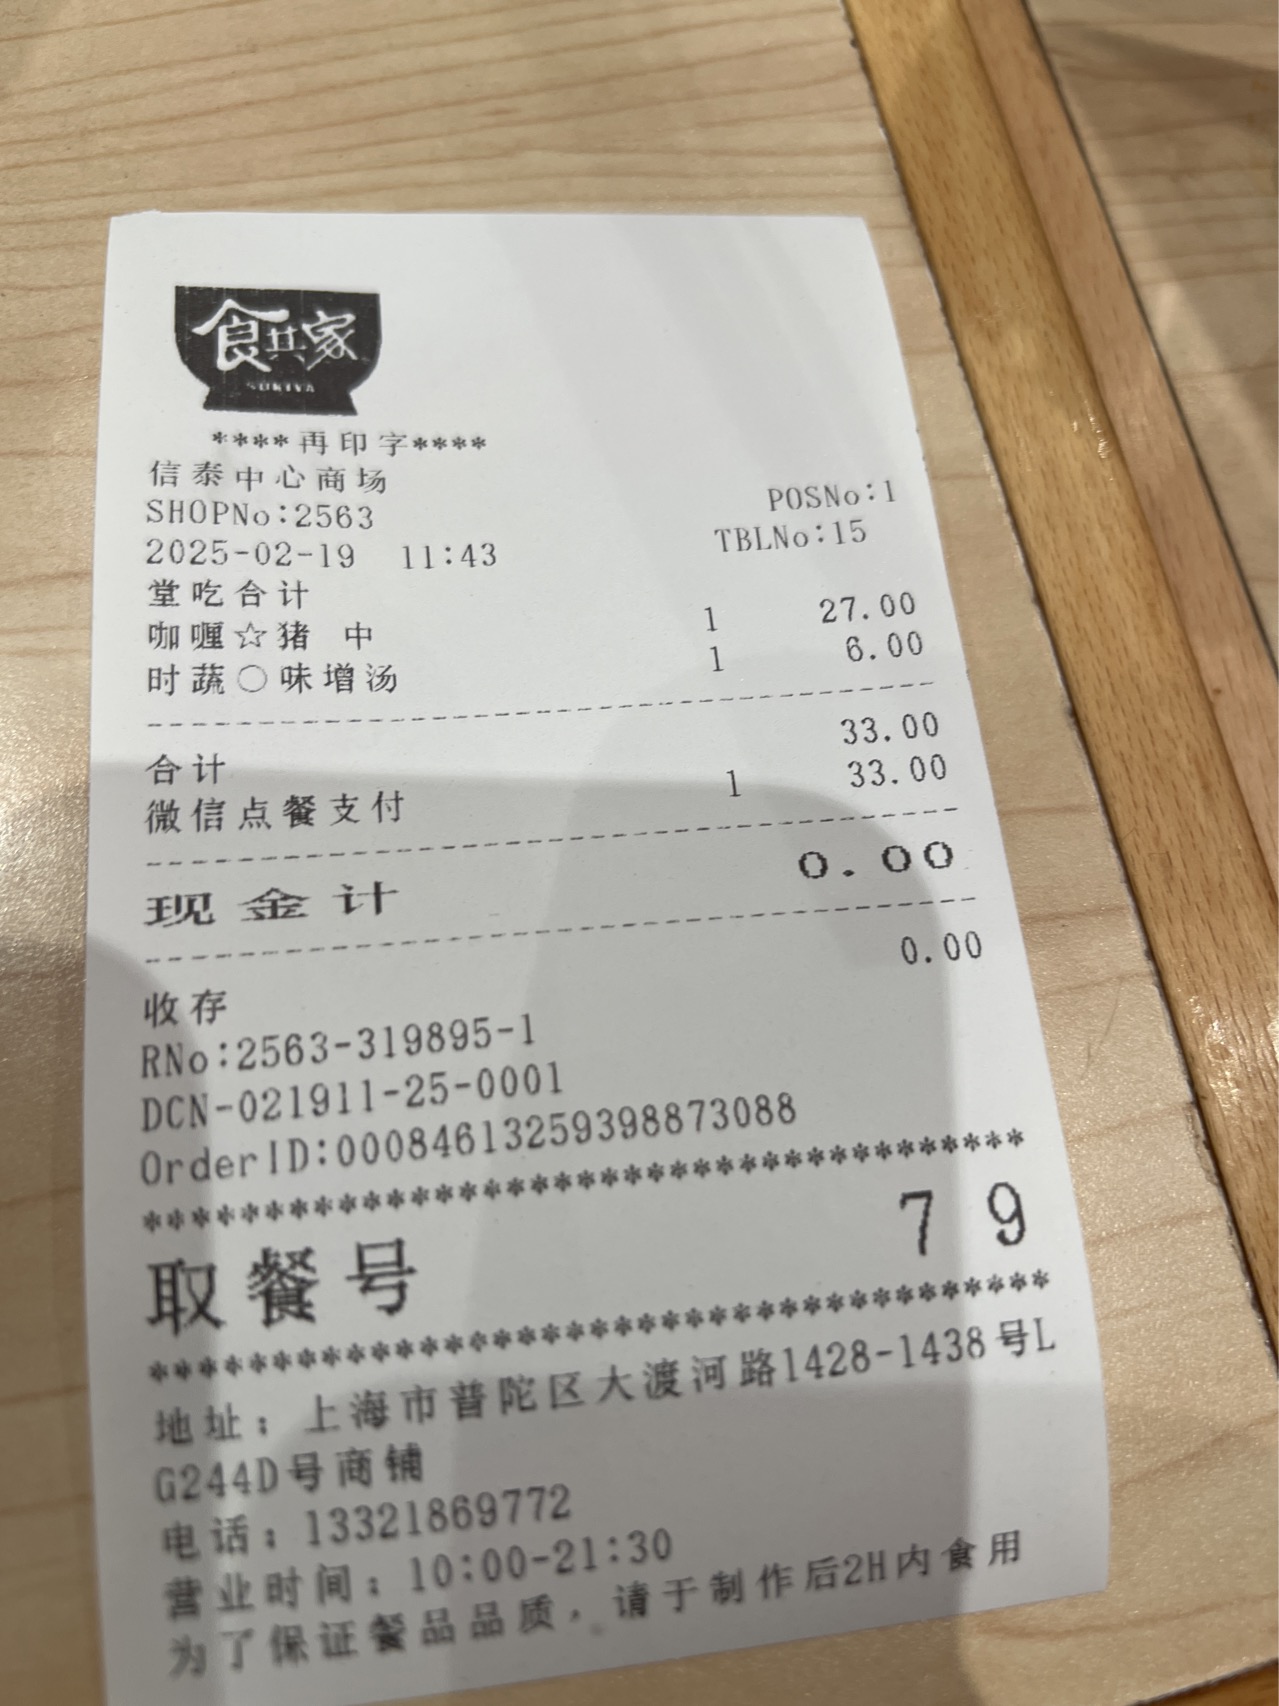 食其家
SUKIYA
****再印字****
信泰中心商场
SHOPNo:2563 POSNo:1
2025-02-19 11:43 TBLNo:15
堂吃合计
咖喱☆猪 中 1 27.00
时蔬○味增汤 1 6.00
合计 33.00
微信点餐支付 1 33.00
现金计 0.00
收存 0.00
RNo:2563-319895-1
DCN-021911-25-0001
OrderID:00084613259398873088
************************************
取餐号 79
************************************
地址：上海市普陀区大渡河路1428-1438号L
G244D号商铺
电话：13321869772
营业时间：10:00-21:30
为了保证餐品品质，请于制作后2H内食用